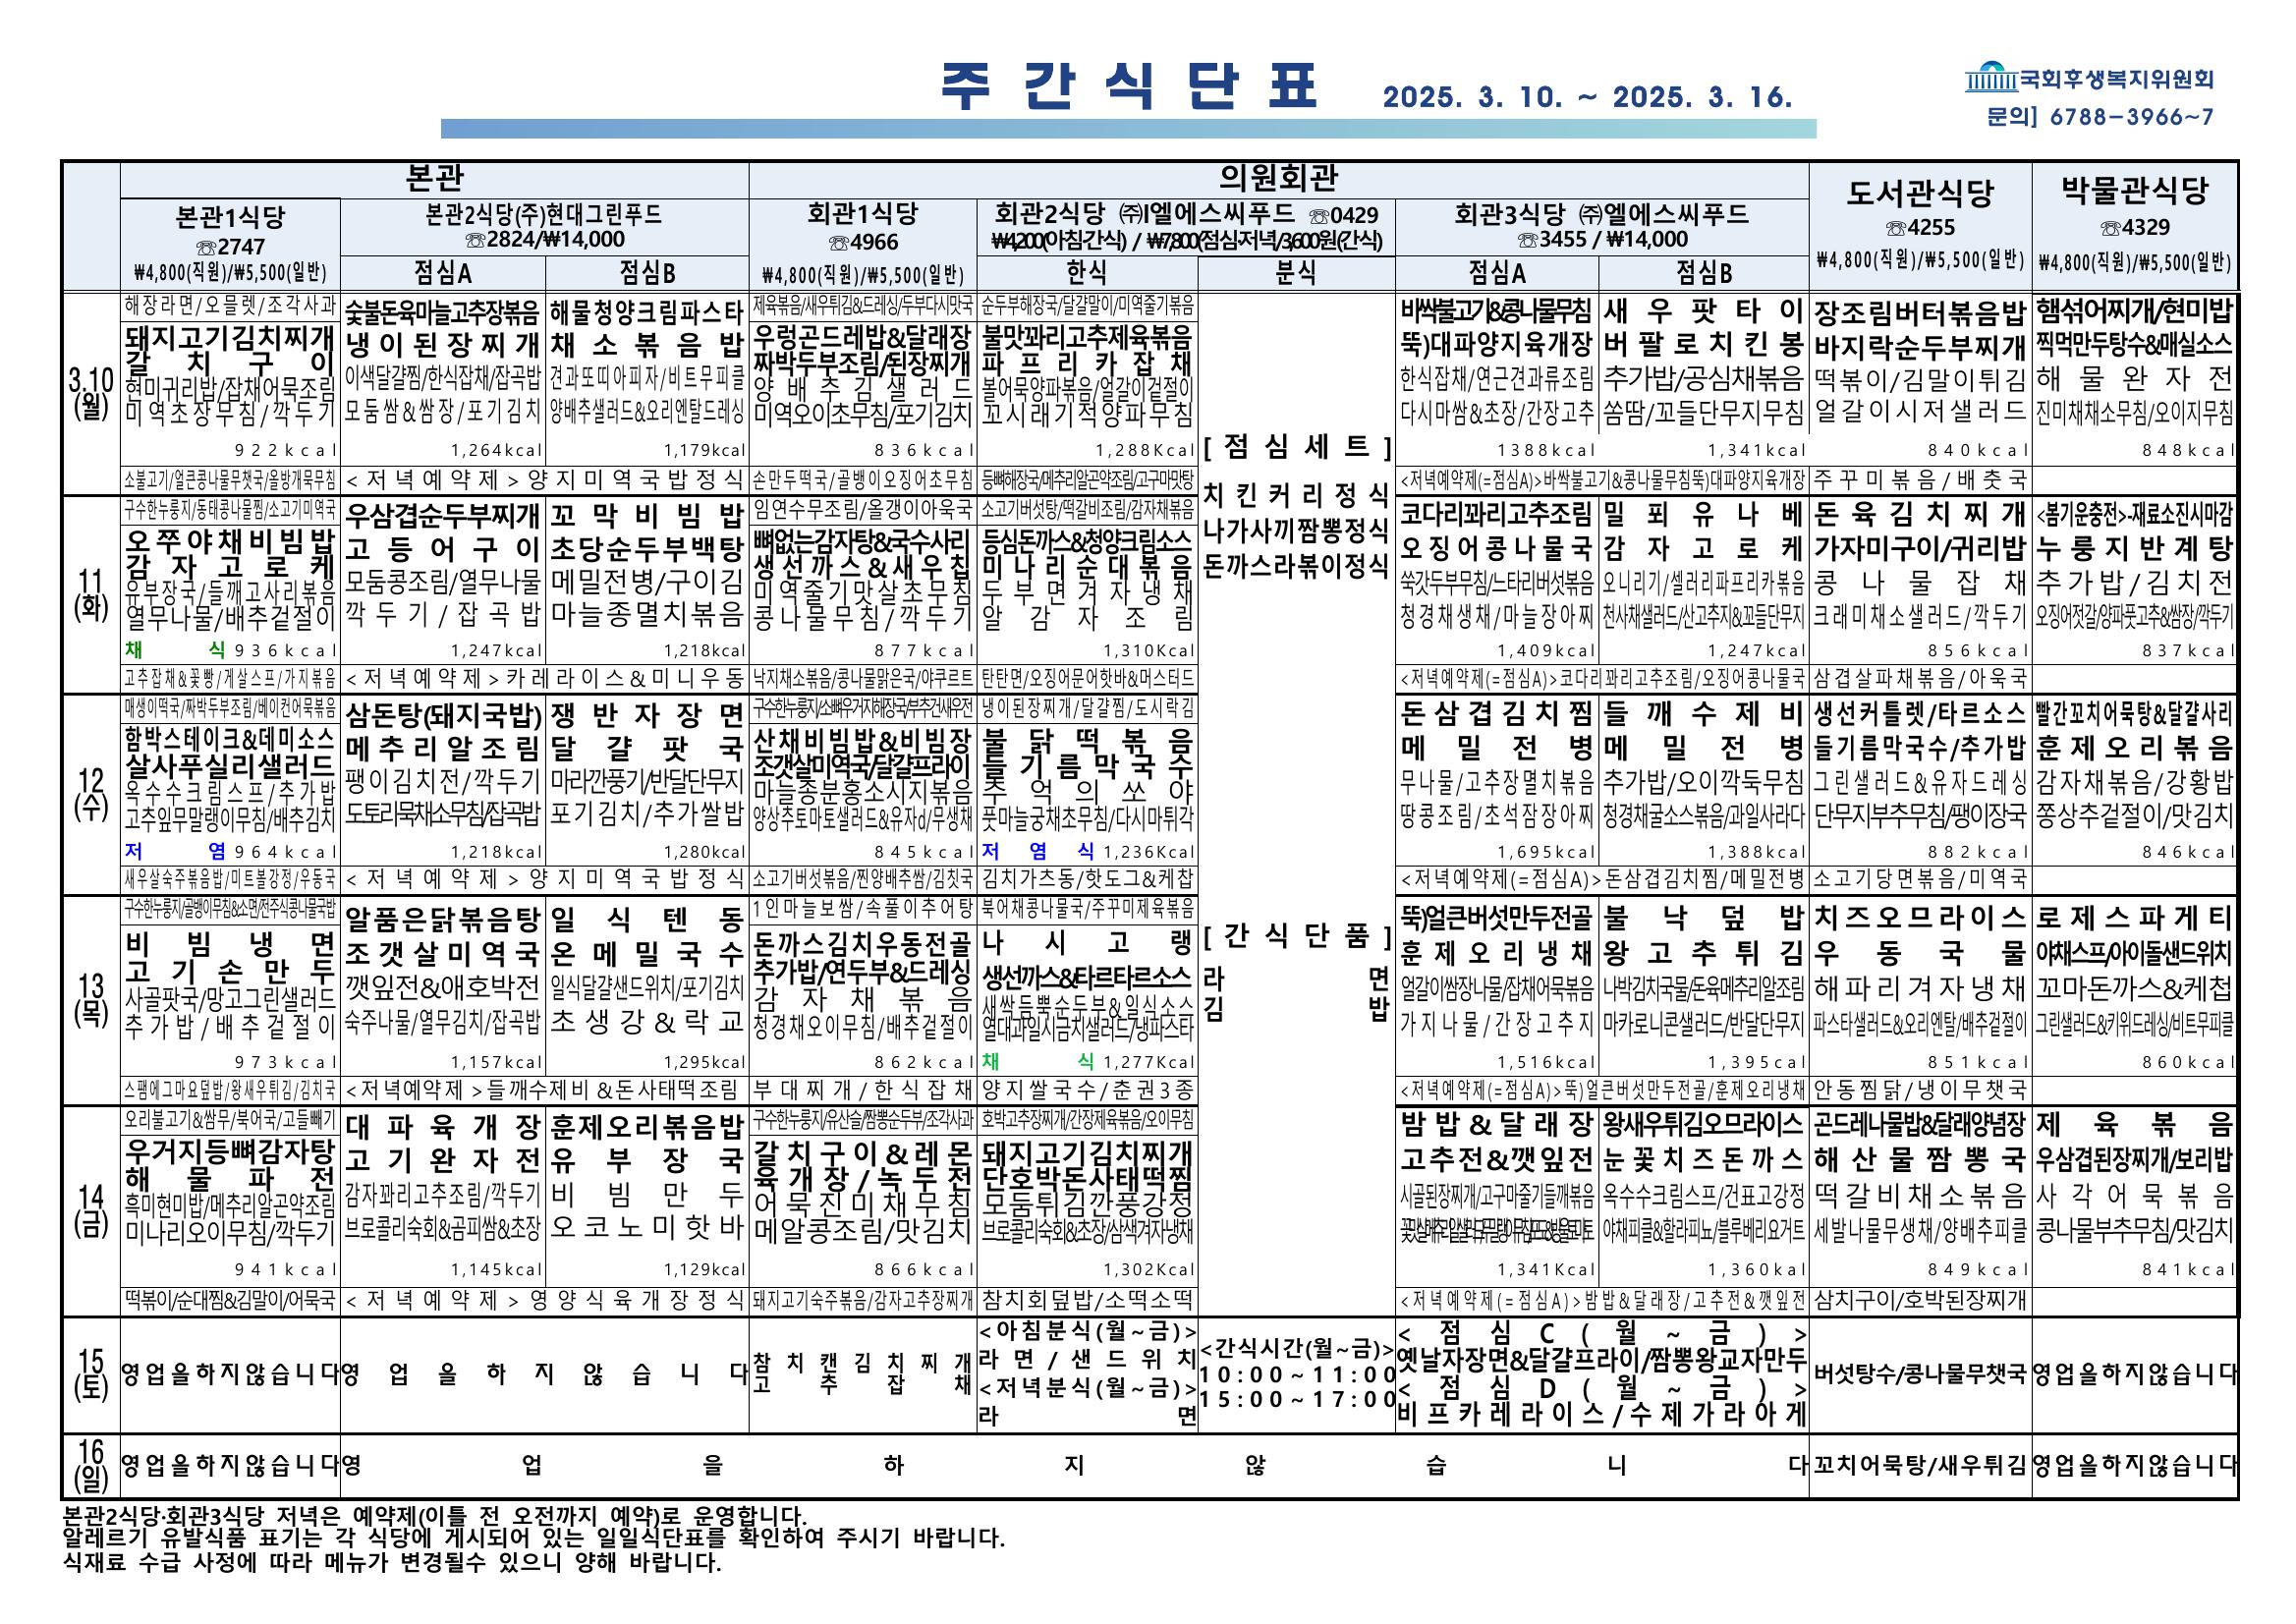 주간식단표 2025. 3. 10. ~ 2025. 3. 16.
국회후생복지위원회
문의] 6788-3966~7
본관
의원회관
도서관식당
☏4255
₩4,800(직원)/₩5,500(일반)
박물관식당
☏4329
₩4,800(직원)/₩5,500(일반)
본관1식당
☏2747
₩4,800(직원)/₩5,500(일반)
본관2식당(주)현대그린푸드
☏2824/₩14,000
점심A
점심B
회관1식당
☏4966
₩4,800(직원)/₩5,500(일반)
회관2식당 ㈜엘에스씨푸드 ☏0429
₩4,200(아침·간식) / ₩7,800(점심·저녁/3,600원(간식)
한식
분식
회관3식당 ㈜엘에스씨푸드
☏3455 / ₩14,000
점심A
점심B
3.10
(월)
해장라면/오믈렛/조각사과
돼지고기김치찌개
갈치구이
현미귀리밥/잡채어묵조림
미역초장무침/깍두기
922kcal
소불고기/얼큰콩나물무챗국/올방개묵무침
숯불돈육마늘고추장볶음
냉이된장찌개
이색달걀찜/한식잡채/잡곡밥
모둠쌈&쌈장/포기김치
1,264kcal
해물청양크림파스타
채소볶음밥
견과또띠아피자/비트무피클
양배추샐러드&오리엔탈드레싱
1,179kcal
<저녁예약제>양지미역국밥정식
제육볶음/새우튀김&드레싱/두부다시맛국
우렁곤드레밥&달래장
짜박두부조림/된장찌개
양배추김샐러드
미역오이초무침/포기김치
836kcal
손만두떡국/골뱅이오징어초무침
순두부해장국/달걀말이/미역줄기볶음
불맛꽈리고추제육볶음
파프리카잡채
볼어묵양파볶음/얼갈이겉절이
꼬시래기적양파무침
1,288Kcal
등뼈해장국/메추리알곤약조림/고구마맛탕
[점심세트]
치킨커리정식
나가사끼짬뽕정식
돈까스라볶이정식
[간식단품]
라면
김밥
바싹불고기&콩나물무침
뚝)대파양지육개장
한식잡채/연근견과류조림
다시마쌈&초장/간장고추
1388kcal
새우팟타이
버팔로치킨봉
추가밥/공심채볶음
쏨땀/꼬들단무지무침
1,341kcal
<저녁예약제(=점심A)>바싹불고기&콩나물무침뚝)대파양지육개장
장조림버터볶음밥
바지락순두부찌개
떡볶이/김말이튀김
얼갈이시저샐러드
840kcal
주꾸미볶음/배춧국
햄섞어찌개/현미밥
찍먹만두탕수&매실소스
해물완자전
진미채채소무침/오이지무침
848kcal
11
(화)
구수한누룽지/동태콩나물찜/소고기미역국
오쭈야채비빔밥
감자고로케
유부장국/들깨고사리볶음
열무나물/배추겉절이
채식 936kcal
고추잡채&꽃빵/게살스프/가지볶음
우삼겹순두부찌개
고등어구이
모둠콩조림/열무나물
깍두기/잡곡밥
1,247kcal
꼬막비빔밥
초당순두부백탕
메밀전병/구이김
마늘종멸치볶음
1,218kcal
<저녁예약제>카레라이스&미니우동
임연수무조림/올갱이아욱국
뼈없는감자탕&국수사리
생선까스&새우칩
미역줄기맛살초무침
콩나물무침/깍두기
877kcal
낙지채소볶음/콩나물맑은국/야쿠르트
소고기버섯탕/떡갈비조림/감자채볶음
등심돈까스&청양크림소스
미나리순대볶음
두부면겨자냉채
알감자조림
1,310Kcal
탄탄면/오징어문어핫바&머스터드
코다리꽈리고추조림
오징어콩나물국
쑥갓두부무침/느타리버섯볶음
청경채생채/마늘장아찌
1,409kcal
밀푀유나베
감자고로케
오니리기/셀러리파프리카볶음
천사채샐러드/산고추지&꼬들단무지
1,247kcal
<저녁예약제(=점심A)>코다리꽈리고추조림/오징어콩나물국
돈육김치찌개
가자미구이/귀리밥
콩나물잡채
크래미채소샐러드/깍두기
856kcal
삼겹살파채볶음/아욱국
<봄기운충전>-재료소진시마감
누룽지반계탕
추가밥/김치전
오징어젓갈/양파풋고추&쌈장/깍두기
837kcal
12
(수)
매생이떡국/짜박두부조림/베이컨어묵볶음
함박스테이크&데미소스
살사푸실리샐러드
옥수수크림스프/추가밥
고추잎무말랭이무침/배추김치
저염 964kcal
새우살숙주볶음밥/미트볼강정/우동국
삼돈탕(돼지국밥)
메추리알조림
팽이김치전/깍두기
도토리묵채소무침/잡곡밥
1,218kcal
쟁반자장면
달걀팟국
마라깐풍기/반달단무지
포기김치/추가쌀밥
1,280kcal
<저녁예약제>양지미역국밥정식
구수한누룽지/소뼈우거지해장국/부추건새우전
산채비빔밥&비빔장
조갯살미역국/달걀프라이
마늘종분홍소시지볶음
양상추토마토샐러드&유자d/무생채
845kcal
소고기버섯볶음/찐양배추쌈/김칫국
냉이된장찌개/달걀찜/도시락김
불닭떡볶음
들기름막국수
추억의쏘야
풋마늘궁채초무침/다시마튀각
저염식 1,236Kcal
김치가츠동/핫도그&케찹
돈삼겹김치찜
메밀전병
무나물/고추장멸치볶음
땅콩조림/초석잠장아찌
1,695kcal
들깨수제비
메밀전병
추가밥/오이깍둑무침
청경채굴소스볶음/과일사라다
1,388kcal
<저녁예약제(=점심A)>돈삼겹김치찜/메밀전병
생선커틀렛/타르소스
들기름막국수/추가밥
그린샐러드&유자드레싱
단무지부추무침/팽이장국
882kcal
소고기당면볶음/미역국
빨간꼬치어묵탕&달걀사리
훈제오리볶음
감자채볶음/강황밥
쫑상추겉절이/맛김치
846kcal
13
(목)
구수한누룽지/골뱅이무침&소면/전주식콩나물국밥
비빔냉면
고기손만두
사골팟국/망고그린샐러드
추가밥/배추겉절이
973kcal
스팸에그마요덮밥/왕새우튀김/김치국
알품은닭볶음탕
조갯살미역국
깻잎전&애호박전
숙주나물/열무김치/잡곡밥
1,157kcal
일식텐동
온메밀국수
일식달걀샌드위치/포기김치
초생강&락교
1,295kcal
<저녁예약제>들깨수제비&돈사태떡조림
1인마늘보쌈/속풀이추어탕
돈까스김치우동전골
추가밥/연두부&드레싱
감자채볶음
청경채오이무침/배추겉절이
862kcal
부대찌개/한식잡채
북어채콩나물국/주꾸미제육볶음
나시고랭
생선까스&타르타르소스
새싹듬뿍순두부&일식소스
열대과일시금치샐러드/냉파스타
채식 1,277Kcal
양지쌀국수/춘권3종
뚝)얼큰버섯만두전골
훈제오리냉채
얼갈이쌈장나물/잡채어묵볶음
가지나물/간장고추지
1,516kcal
불낙덮밥
왕고추튀김
나박김치국물/돈육메추리알조림
마카로니콘샐러드/반달단무지
1,395cal
<저녁예약제(=점심A)>뚝)얼큰버섯만두전골/훈제오리냉채
치즈오므라이스
우동국물
해파리겨자냉채
파스타샐러드&오리엔탈/배추겉절이
851kcal
안동찜닭/냉이무챗국
로제스파게티
야채스프/아이돌샌드위치
꼬마돈까스&케첩
그린샐러드&키위드레싱/비트무피클
860kcal
14
(금)
오리불고기&쌈무/북어국/고들빼기
우거지등뼈감자탕
해물파전
흑미현미밥/메추리알곤약조림
미나리오이무침/깍두기
941kcal
떡볶이/순대찜&김말이/어묵국
대파육개장
고기완자전
감자꽈리고추조림/깍두기
브로콜리숙회&곰피쌈&초장
1,145kcal
훈제오리볶음밥
유부장국
비빔만두
오코노미핫바
1,129kcal
<저녁예약제>영양식육개장정식
구수한누룽지/유산슬/짬뽕순두부/조각사과
갈치구이&레몬
육개장/녹두전
어묵진미채무침
메알콩조림/맛김치
866kcal
돼지고기숙주볶음/감자고추장찌개
호박고추장찌개/간장제육볶음/오이무침
돼지고기김치찌개
단호박돈사태떡찜
모둠튀김깐풍강정
브로콜리숙회&초장/삼색겨자냉채
1,302Kcal
참치회덮밥/소떡소떡
밤밥&달래장
고추전&깻잎전
시골된장찌개/고구마줄기들깨볶음
1,341Kcal
왕새우튀김오므라이스
눈꽃치즈돈까스
옥수수크림스프/건표고강정
야채피클&할라피뇨/블루베리요거트
1,360kal
<저녁예약제(=점심A)>밤밥&달래장/고추전&깻잎전
곤드레나물밥&달래양념장
해산물짬뽕국
떡갈비채소볶음
세발나물무생채/양배추피클
849kcal
삼치구이/호박된장찌개
제육볶음
우삼겹된장찌개/보리밥
사각어묵볶음
콩나물부추무침/맛김치
841kcal
15
(토)
영업을하지않습니다
영업을하지않습니다
참치캔김치찌개
고추잡채
<아침분식(월~금)>
라면/샌드위치
<저녁분식(월~금)>
라면
<간식시간(월~금)>
10:00~11:00
15:00~17:00
<점심C(월~금)>
옛날자장면&달걀프라이/짬뽕왕교자만두
<점심D(월~금)>
비프카레라이스/수제가라아게
버섯탕수/콩나물무챗국
영업을하지않습니다
16
(일)
영업을하지않습니다
영업을하지않습니다
꼬치어묵탕/새우튀김
영업을하지않습니다
본관2식당·회관3식당 저녁은 예약제(이틀 전 오전까지 예약)로 운영합니다.
알레르기 유발식품 표기는 각 식당에 게시되어 있는 일일식단표를 확인하여 주시기 바랍니다.
식재료 수급 사정에 따라 메뉴가 변경될수 있으니 양해 바랍니다.